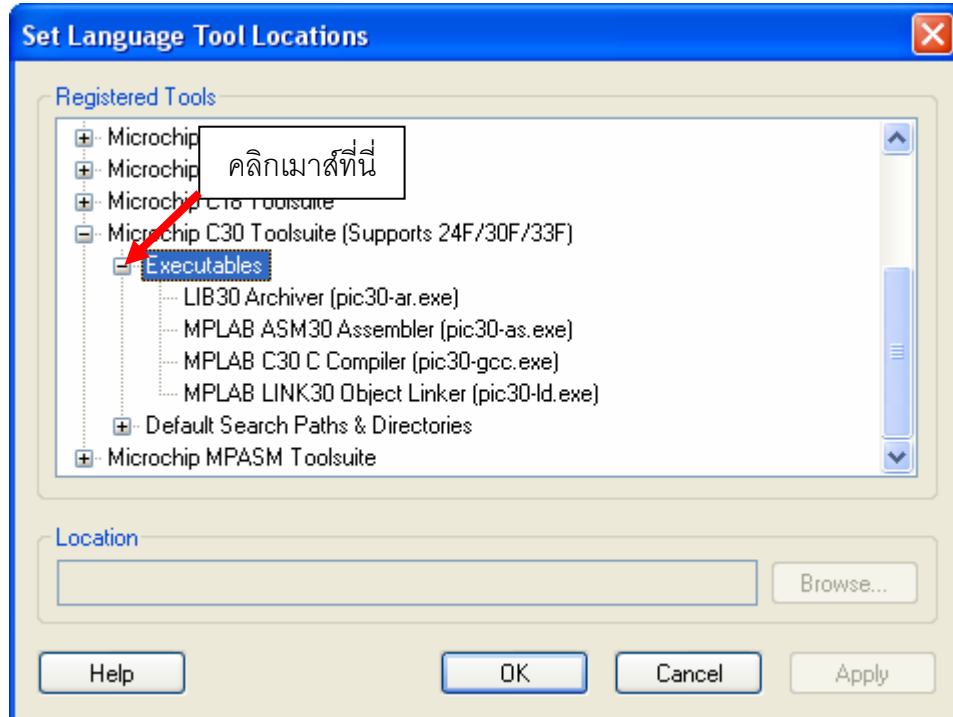 Set Language Tool Locations
Registered Tools
Microchip
คลิกเมาส์ที่นี่
Microchip
Microchip C18 Toolsuite
Microchip C30 Toolsuite (Supports 24F/30F/33F)
Executables
LIB30 Archiver (pic30-ar.exe)
MPLAB ASM30 Assembler (pic30-as.exe)
MPLAB C30 C Compiler (pic30-gcc.exe)
MPLAB LINK30 Object Linker (pic30-ld.exe)
Default Search Paths & Directories
Microchip MPASM Toolsuite
Location
Browse...
Help OK Cancel Apply